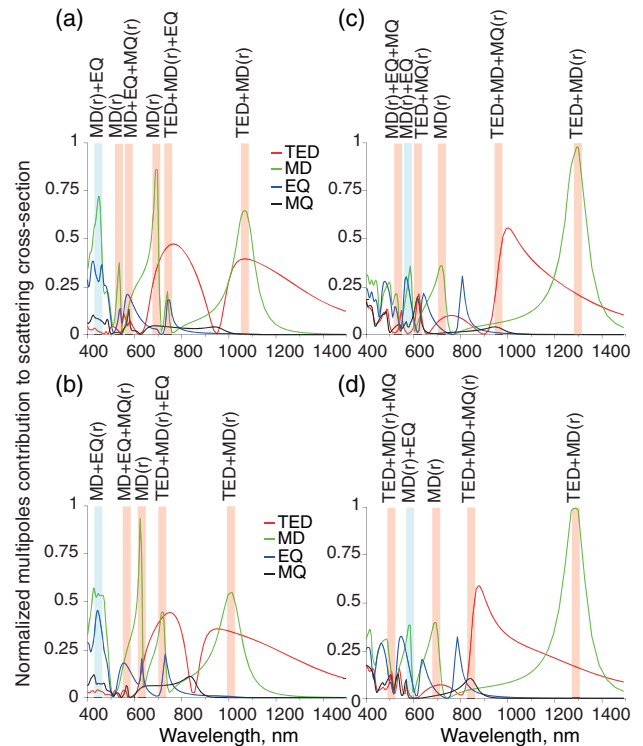 (a)
MD(r)+EQ
MD(r)
MD+EQ+MQ(r)
MD(r)
TED+MD(r)+EQ
TED+MD(r)
1
0.75
0.5
0.25
0
400 600 800 1000 1200 1400
TED
MD
EQ
MQ
(c)
MD(r)+EQ+MQ
MD(r)+EQ
TED+MQ(r)
MD(r)
TED+MD+MQ(r)
TED+MD(r)
1
0.75
0.5
0.25
0
400 600 800 1000 1200 1400
(b)
MD+EQ(r)
MD+EQ+MQ(r)
MD(r)
TED+MD(r)+EQ
TED+MD(r)
1
0.75
0.5
0.25
0
400 600 800 1000 1200 1400
TED
MD
EQ
MQ
Wavelength, nm
(d)
TED+MD(r)+MQ
MD(r)+EQ
MD(r)
TED+MD+MQ(r)
TED+MD(r)
1
0.75
0.5
0.25
0
400 600 800 1000 1200 1400
Wavelength, nm
Normalized multipoles contribution to scattering cross-section